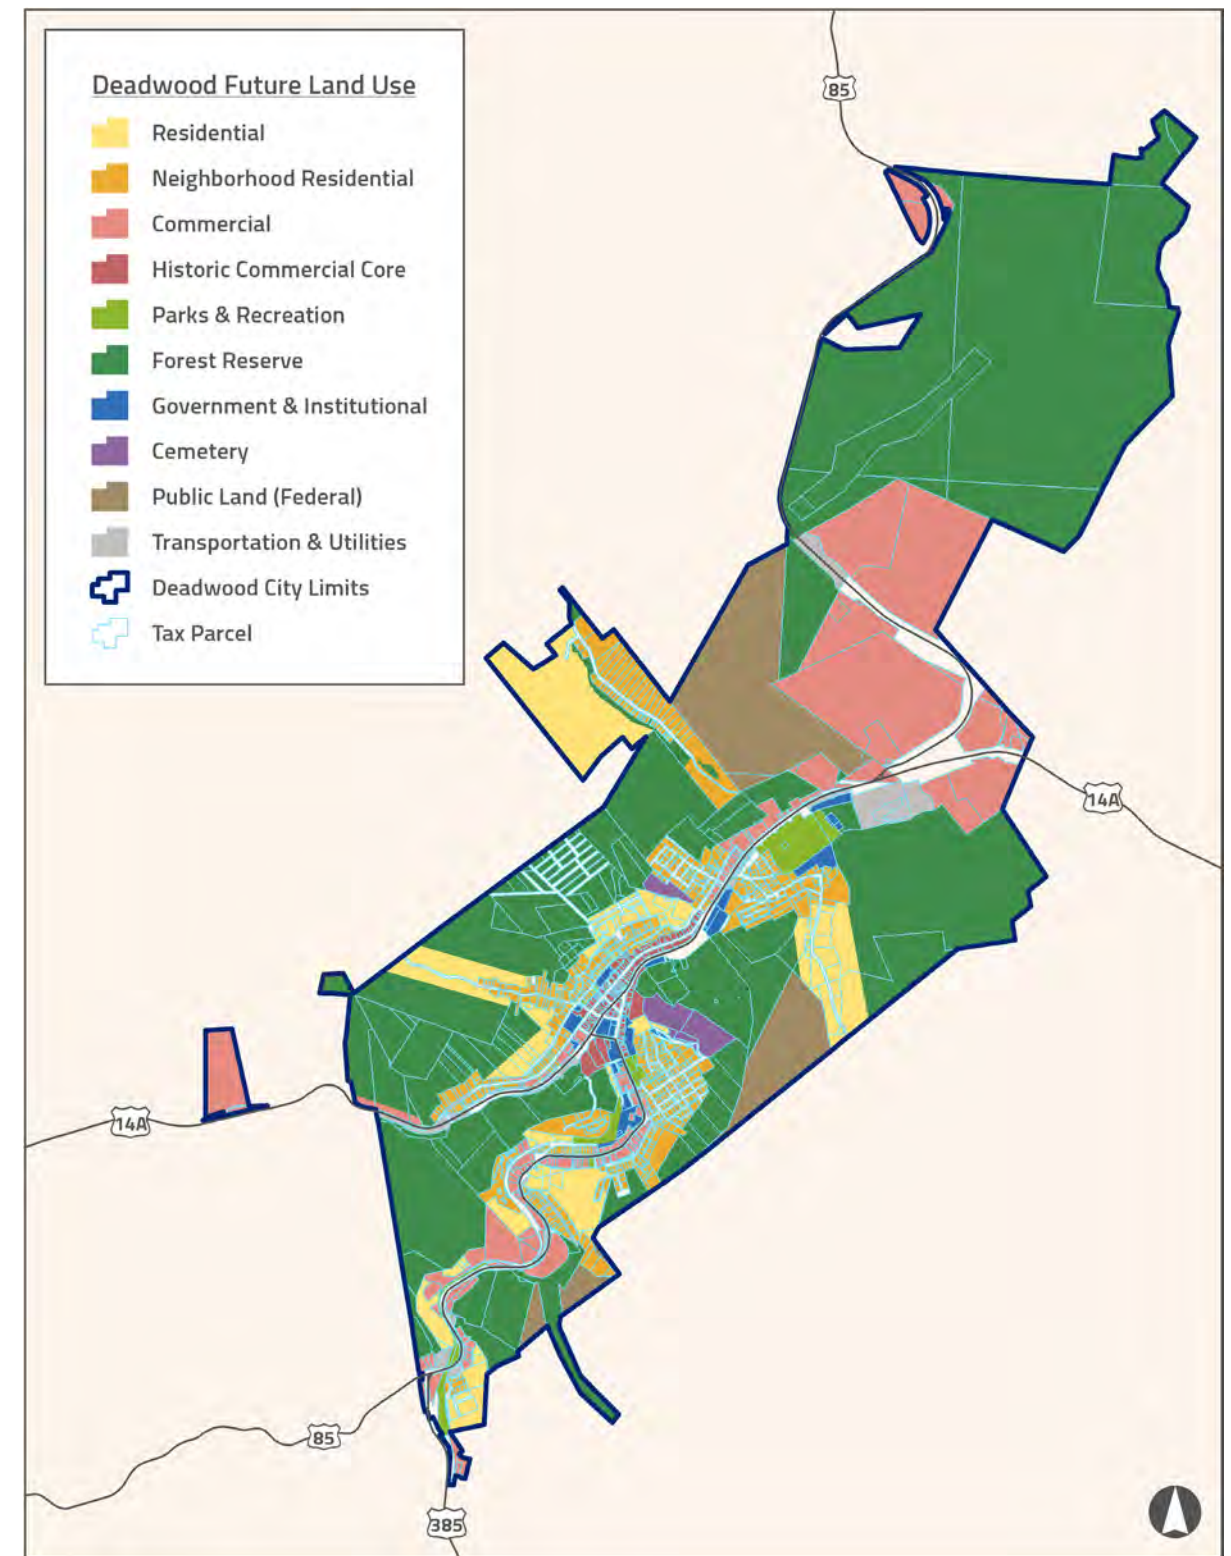 Deadwood Future Land Use
Residential
Neighborhood Residential
Commercial
Historic Commercial Core
Parks & Recreation
Forest Reserve
Government & Institutional
Cemetery
Public Land (Federal)
Transportation & Utilities
Deadwood City Limits
Tax Parcel
85
14A
14A
85
385